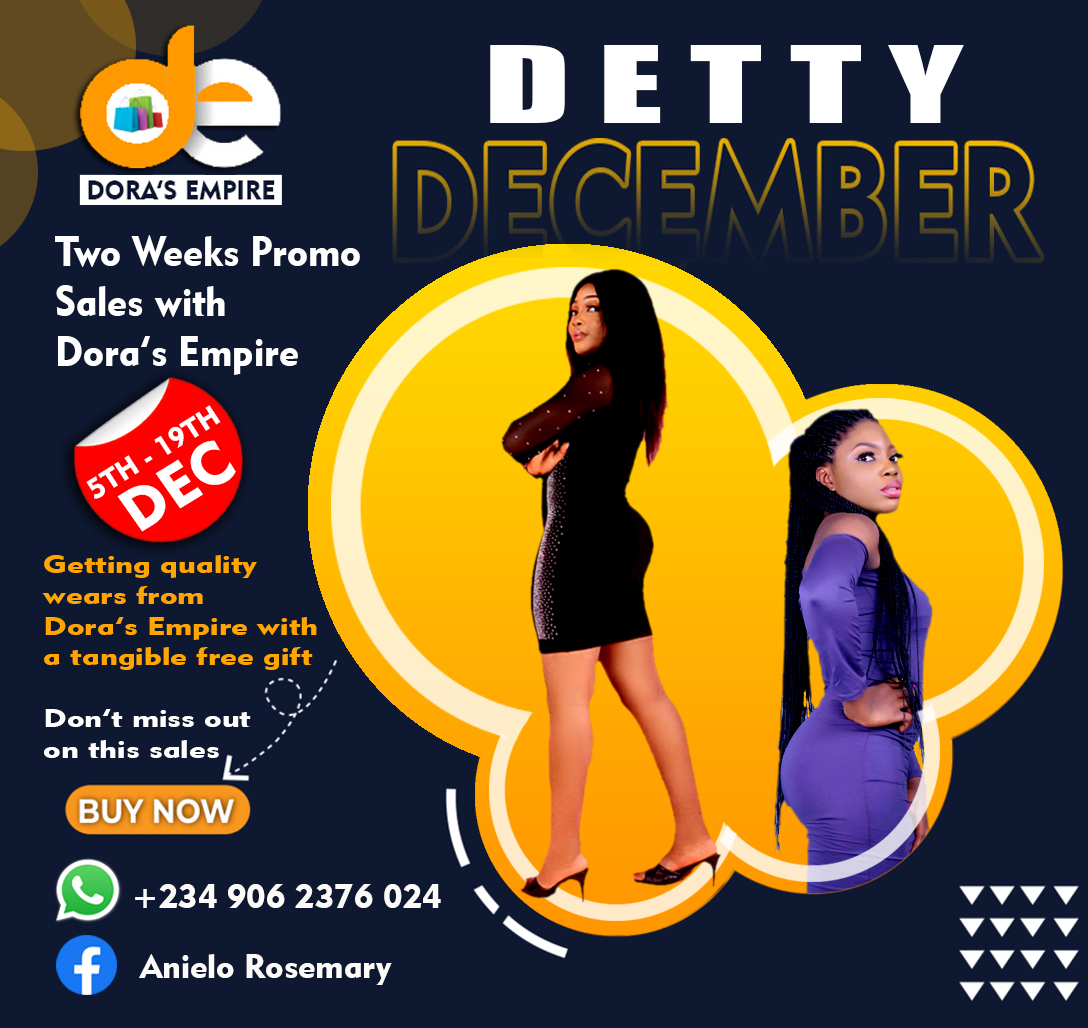 de
DORA'S EMPIRE
DETTY
DECEMBER
Two Weeks Promo
Sales with
Dora's Empire
5TH - 19TH
DEC
Getting quality
wears from
Dora's Empire with
a tangible free gift
Don't miss out
on this sales
BUY NOW
+234 906 2376 024
f
Anielo Rosemary